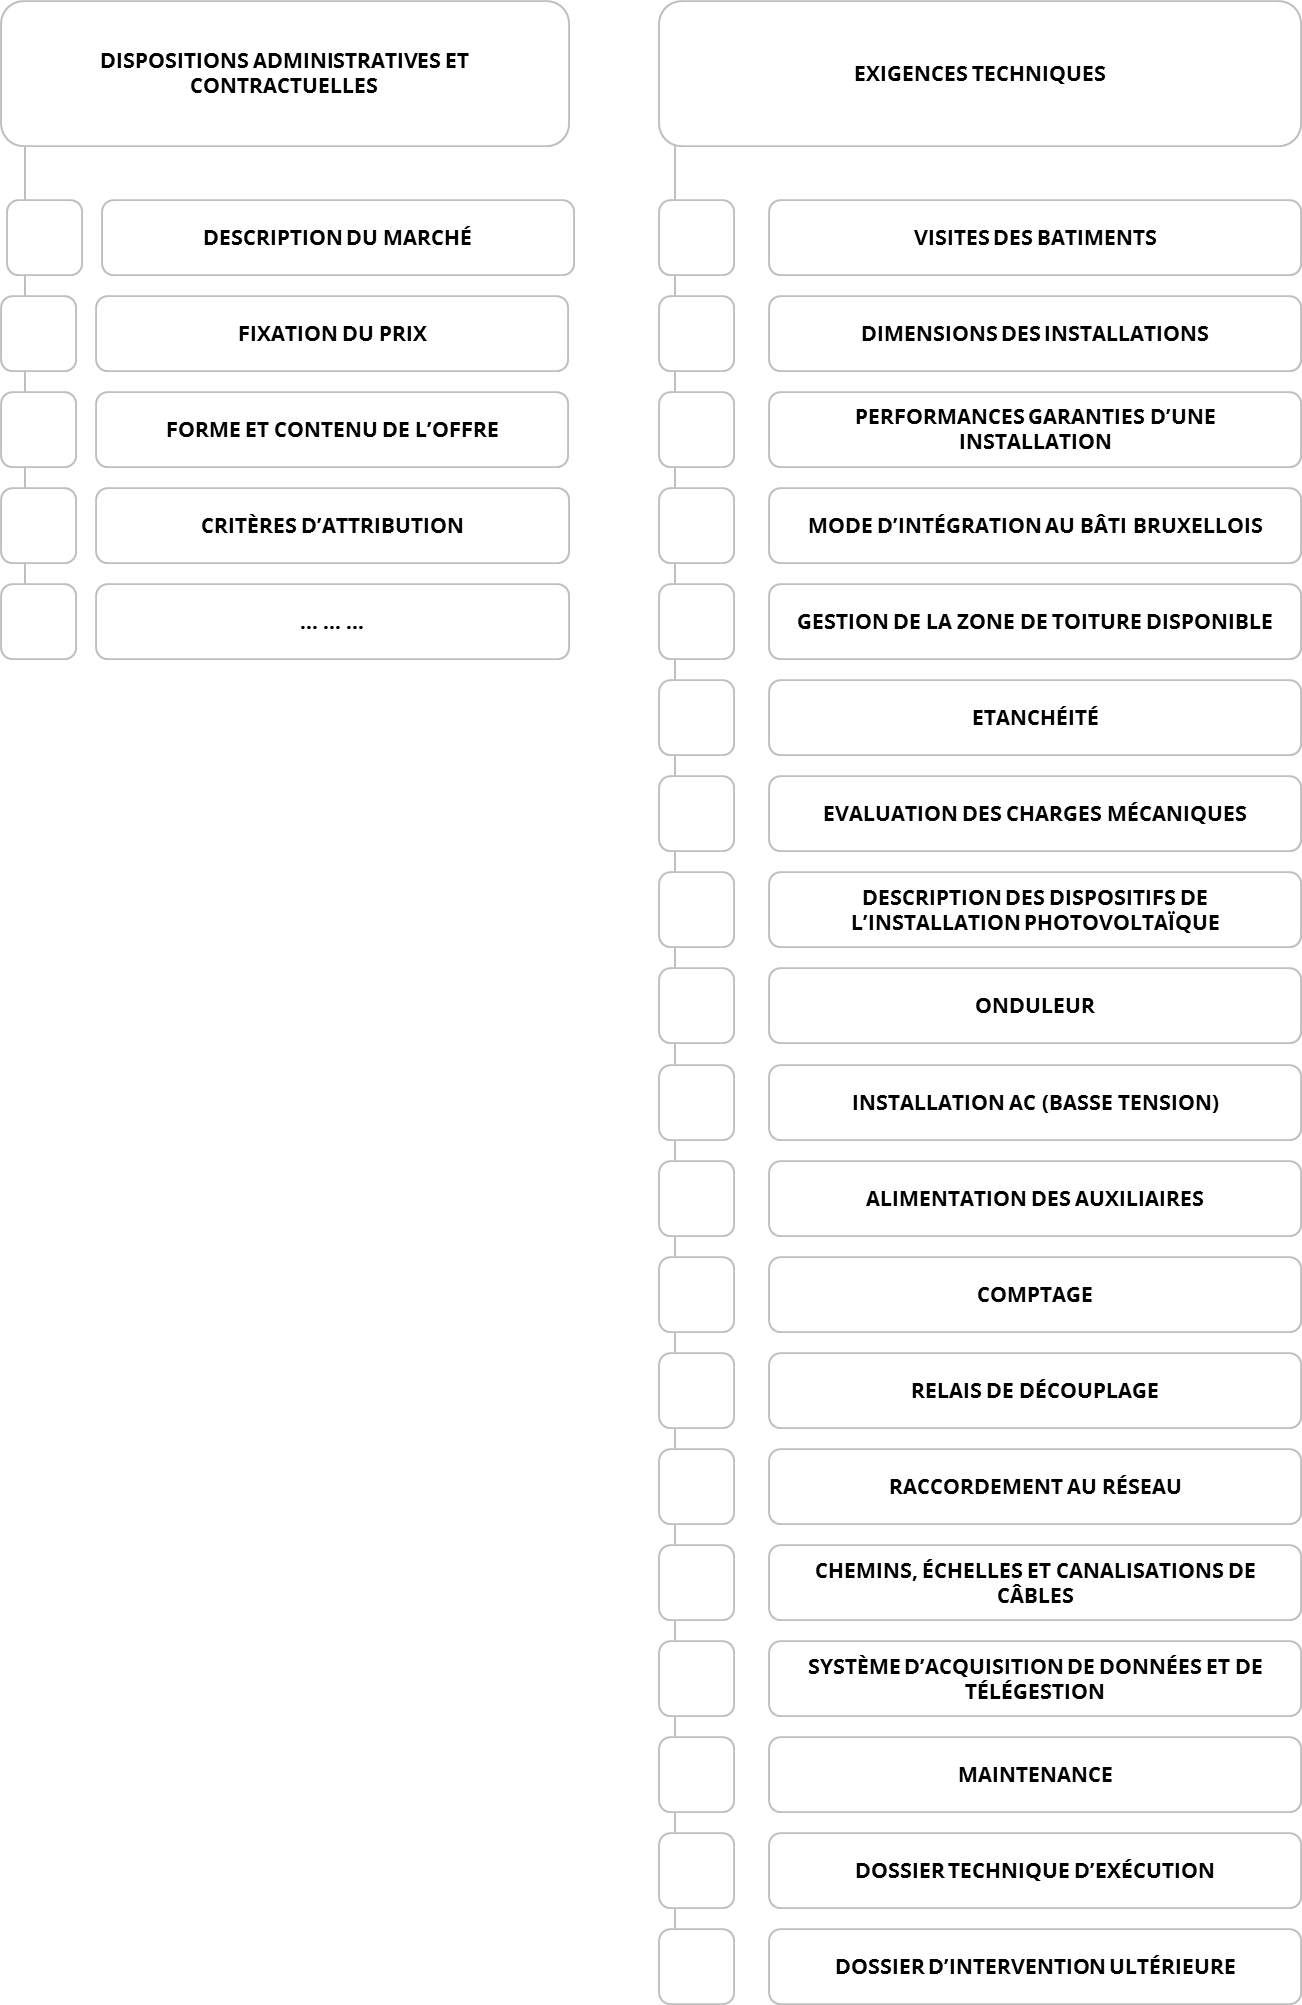 DISPOSITIONS ADMINISTRATIVES ET
CONTRACTUELLES
DESCRIPTION DU MARCHÉ
FIXATION DU PRIX
FORME ET CONTENU DE L’OFFRE
CRITÈRES D’ATTRIBUTION
... ... ...
EXIGENCES TECHNIQUES
VISITES DES BATIMENTS
DIMENSIONS DES INSTALLATIONS
PERFORMANCES GARANTIES D’UNE
INSTALLATION
MODE D’INTÉGRATION AU BÂTI BRUXELLOIS
GESTION DE LA ZONE DE TOITURE DISPONIBLE
ETANCHÉITÉ
EVALUATION DES CHARGES MÉCANIQUES
DESCRIPTION DES DISPOSITIFS DE
L’INSTALLATION PHOTOVOLTAÏQUE
ONDULEUR
INSTALLATION AC (BASSE TENSION)
ALIMENTATION DES AUXILIAIRES
COMPTAGE
RELAIS DE DÉCOUPLAGE
RACCORDEMENT AU RÉSEAU
CHEMINS, ÉCHELLES ET CANALISATIONS DE
CÂBLES
SYSTÈME D’ACQUISITION DE DONNÉES ET DE
TÉLÉGESTION
MAINTENANCE
DOSSIER TECHNIQUE D’EXÉCUTION
DOSSIER D’INTERVENTION ULTÉRIEURE